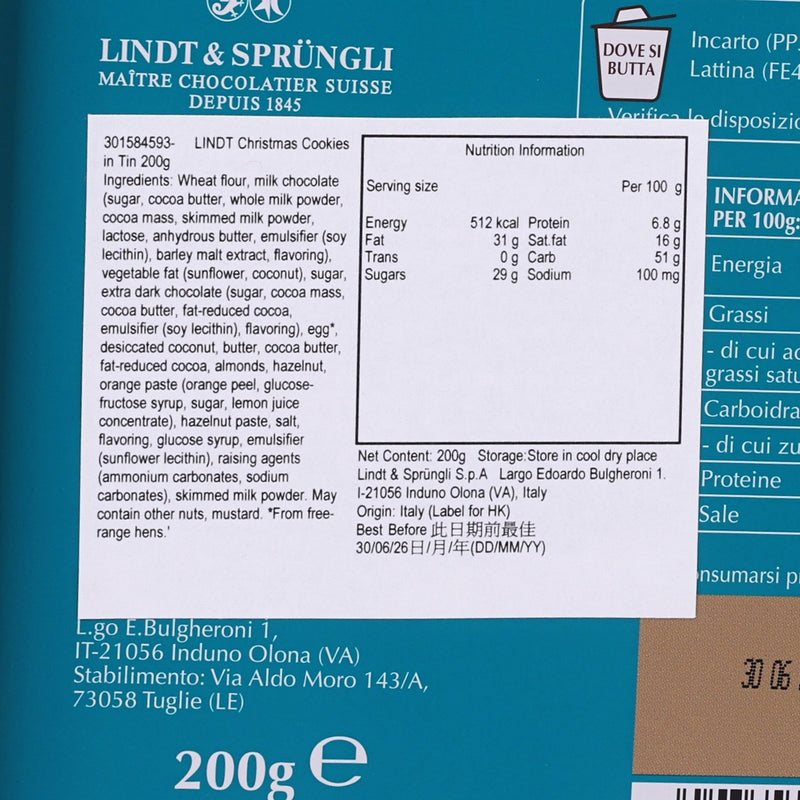 LINDT & SPRÜNGLI
MAÎTRE CHOCOLATIER SUISSE
DEPUIS 1845
DOVE SI
BUTTA
Incarto (PP
Lattina (FE4
Verifica le disposizio
301584593- LINDT Christmas Cookies
in Tin 200g
Ingredients: Wheat flour, milk chocolate
(sugar, cocoa butter, whole milk powder,
cocoa mass, skimmed milk powder,
lactose, anhydrous butter, emulsifier (soy
lecithin), barley malt extract, flavoring),
vegetable fat (sunflower, coconut), sugar,
extra dark chocolate (sugar, cocoa mass,
cocoa butter, fat-reduced cocoa,
emulsifier (soy lecithin), flavoring), egg*,
desiccated coconut, butter, cocoa butter,
fat-reduced cocoa, almonds, hazelnut,
orange paste (orange peel, glucose-
fructose syrup, sugar, lemon juice
concentrate), hazelnut paste, salt,
flavoring, glucose syrup, emulsifier
(sunflower lecithin), raising agents
(ammonium carbonates, sodium
carbonates), skimmed milk powder. May
contain other nuts, mustard. *From free-
range hens.'
Nutrition Information
Serving size Per 100 g
Energy 512 kcal Protein 6.8 g
Fat 31 g Sat.fat 16 g
Trans 0 g Carb 51 g
Sugars 29 g Sodium 100 mg
Net Content: 200g Storage:Store in cool dry place
Lindt & Sprüngli S.p.A Largo Edoardo Bulgheroni 1.
I-21056 Induno Olona (VA), Italy
Origin: Italy (Label for HK)
Best Before 此日期前最佳
30/06/26日/月/年(DD/MM/YY)
INFORMA
PER 100g:
Energia
Grassi
- di cui ac
grassi satu
Carboidra
- di cui zu
Proteine
Sale
onsumarsi pr
30 06
L.go E.Bulgheroni 1,
IT-21056 Induno Olona (VA)
Stabilimento: Via Aldo Moro 143/A,
73058 Tuglie (LE)
200g ℮